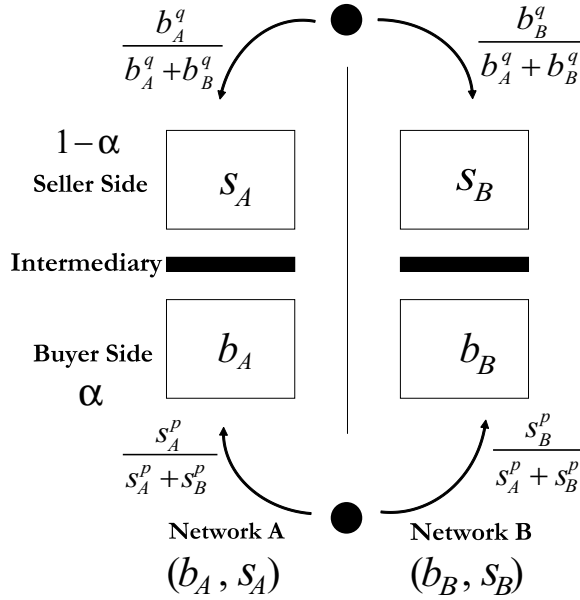 b_A^q / (b_A^q + b_B^q)
b_B^q / (b_A^q + b_B^q)
1-α
Seller Side
s_A
s_B
Intermediary
Buyer Side
α
b_A
b_B
s_A^p / (s_A^p + s_B^p)
s_B^p / (s_A^p + s_B^p)
Network A
Network B
(b_A, s_A)
(b_B, s_B)